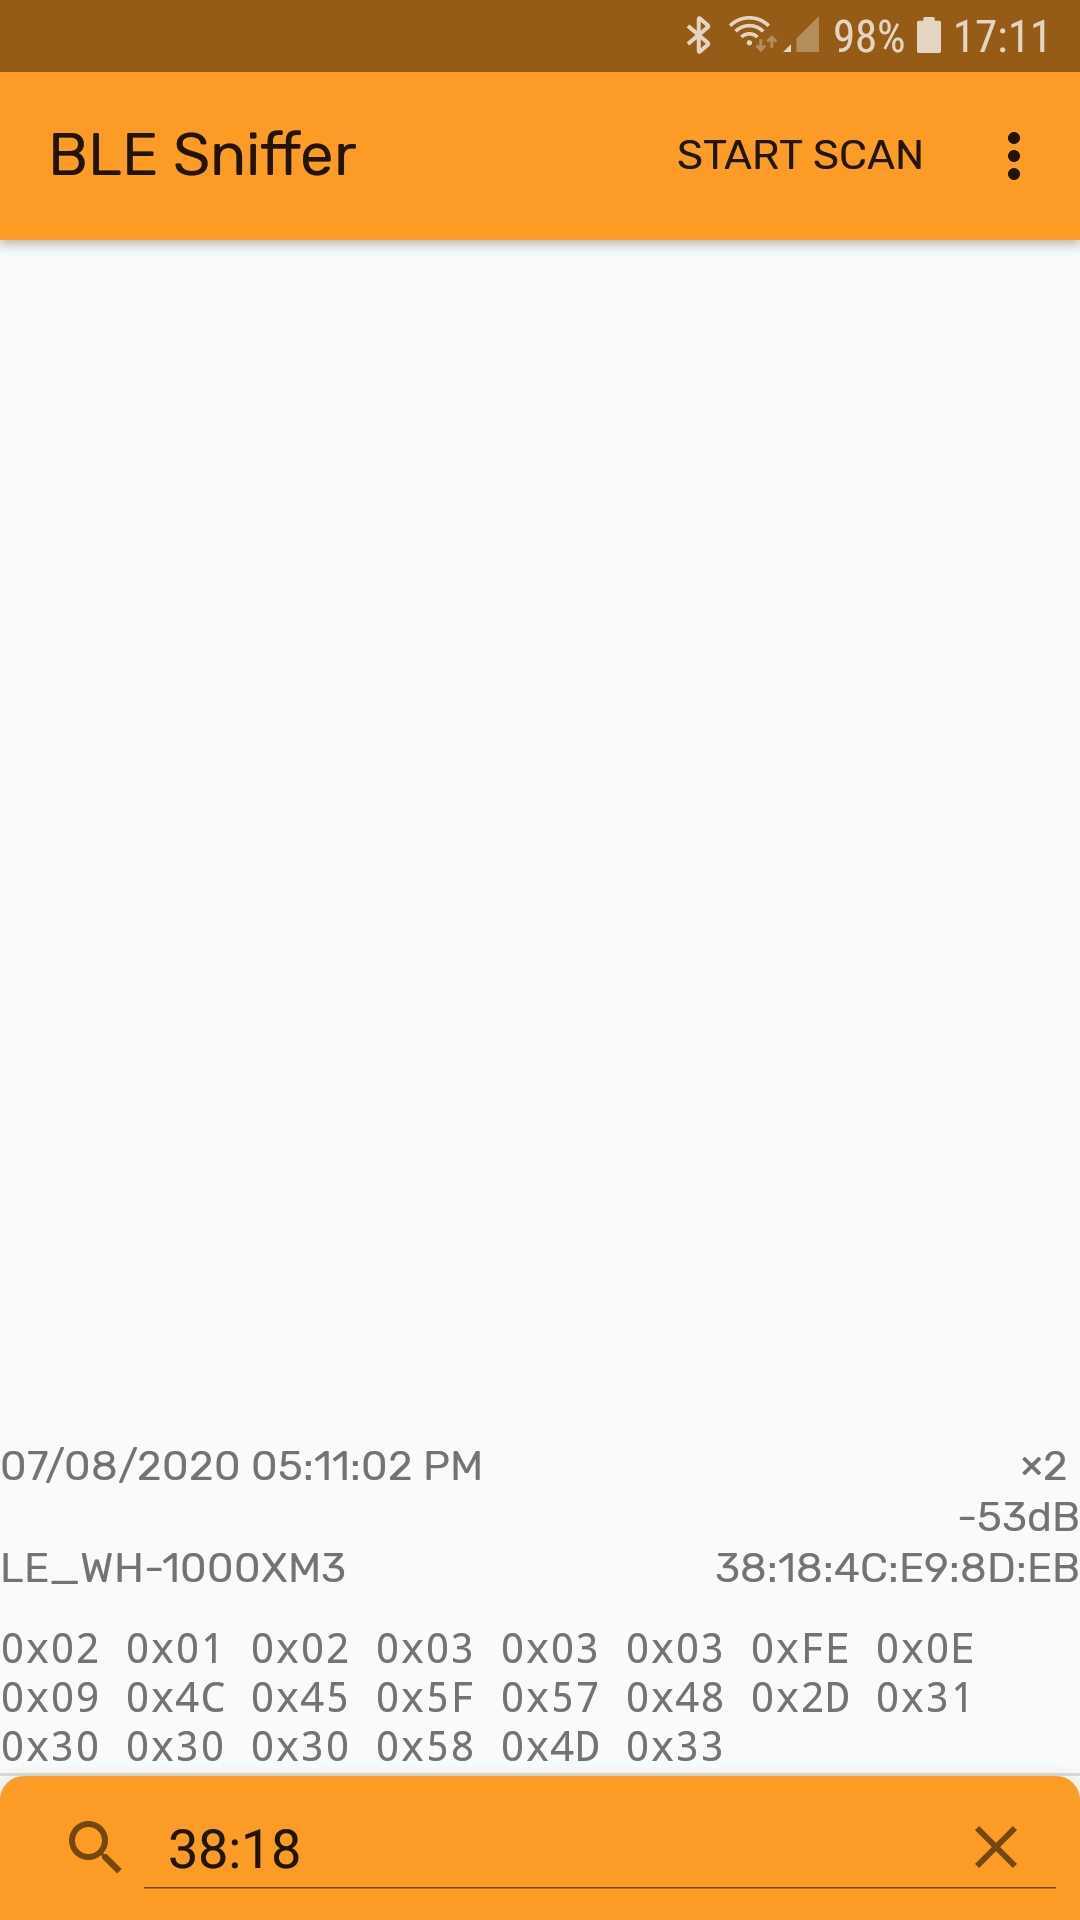 98% 17:11
BLE Sniffer START SCAN
07/08/2020 05:11:02 PM ×2
-53dB
LE_WH-1000XM3 38:18:4C:E9:8D:EB
0x02 0x01 0x02 0x03 0x03 0x03 0xFE 0x0E
0x09 0x4C 0x45 0x5F 0x57 0x48 0x2D 0x31
0x30 0x30 0x30 0x58 0x4D 0x33
38:18